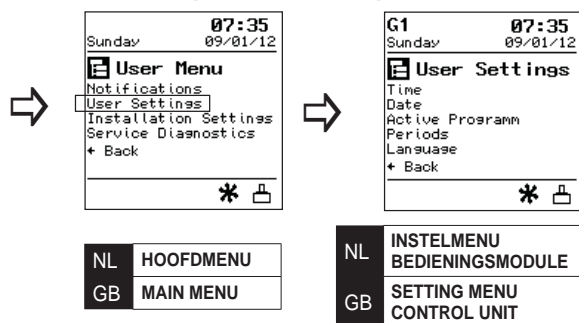 07:35
Sunday 09/01/12
User Menu
Notifications
User Settings
Installation Settings
Service Diagnostics
← Back
NL HOOFDMENU
GB MAIN MENU
G1 07:35
Sunday 09/01/12
User Settings
Time
Date
Active Programm
Periods
Language
← Back
NL INSTELMENU
BEDIENINGSMODULE
GB SETTING MENU
CONTROL UNIT